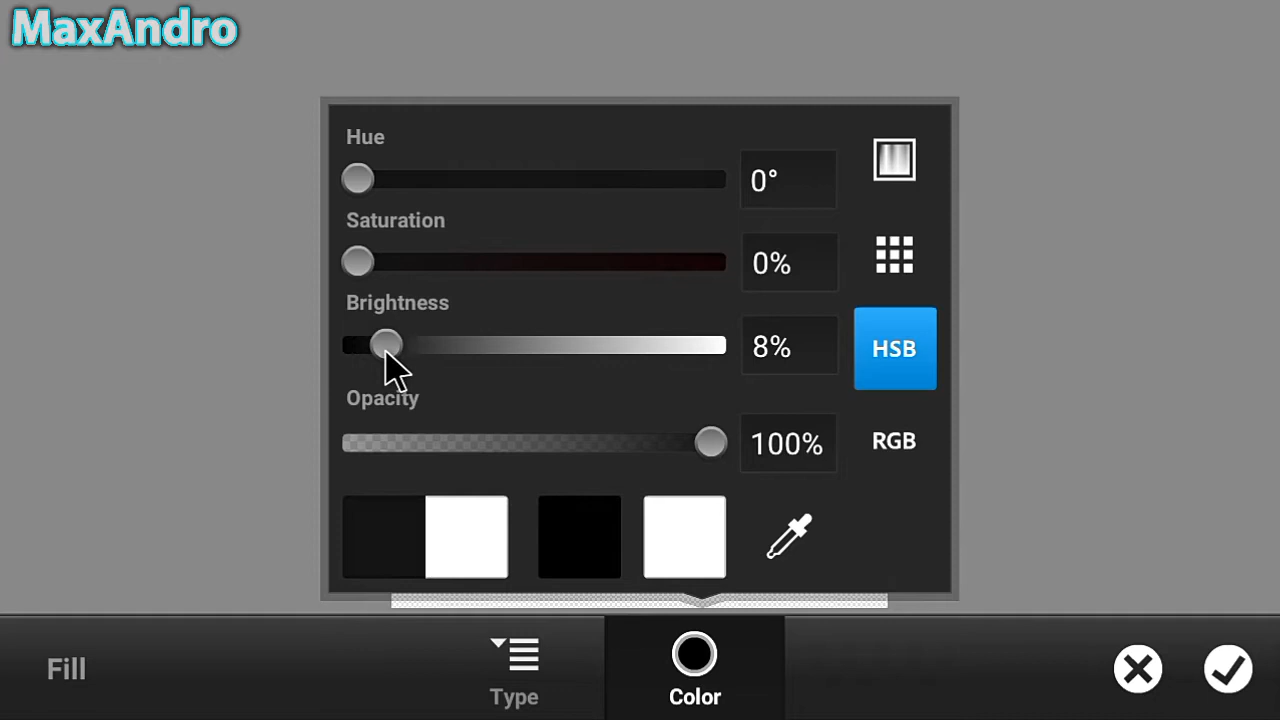 MaxAndro
Hue
0°
Saturation
0%
Brightness
8%
HSB
Opacity
100%
RGB
Fill
Type
Color